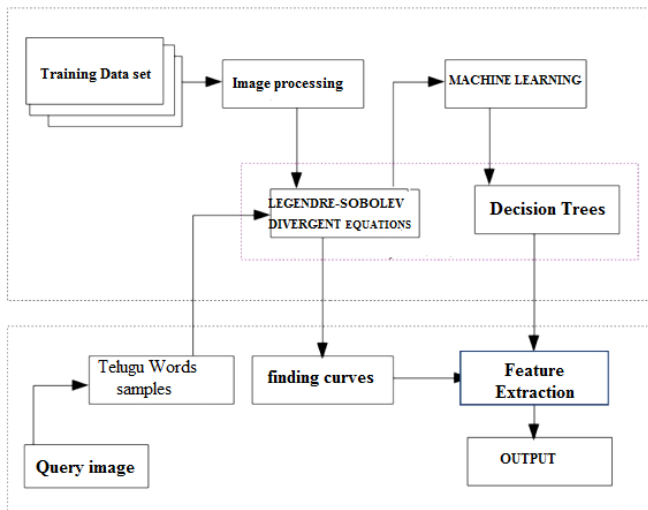 Training Data set
Image processing
MACHINE LEARNING
LEGENDRE-SOBOLEV
DIVERGENT EQUATIONS
Decision Trees
Telugu Words
samples
finding curves
Feature
Extraction
Query image
OUTPUT